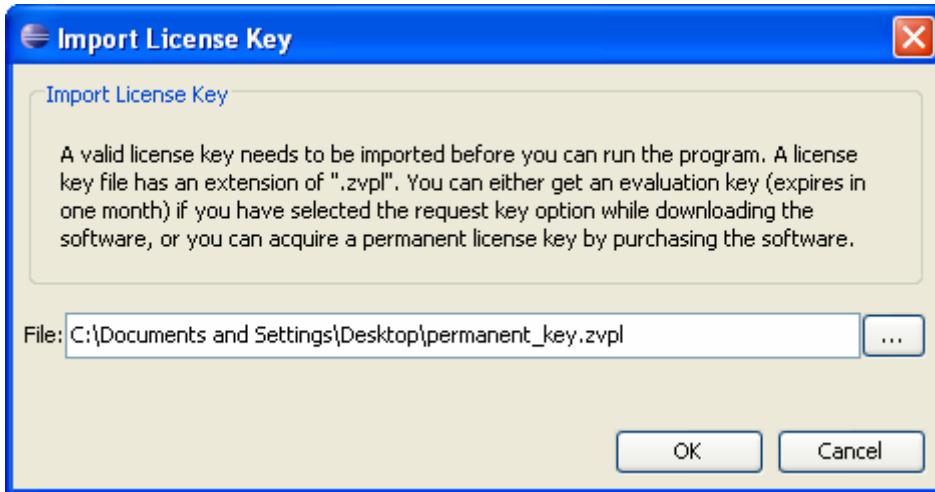 Import License Key
Import License Key
A valid license key needs to be imported before you can run the program. A license
key file has an extension of ".zvpl". You can either get an evaluation key (expires in
one month) if you have selected the request key option while downloading the
software, or you can acquire a permanent license key by purchasing the software.
File: C:\Documents and Settings\Desktop\permanent_key.zvpl ...
OK Cancel